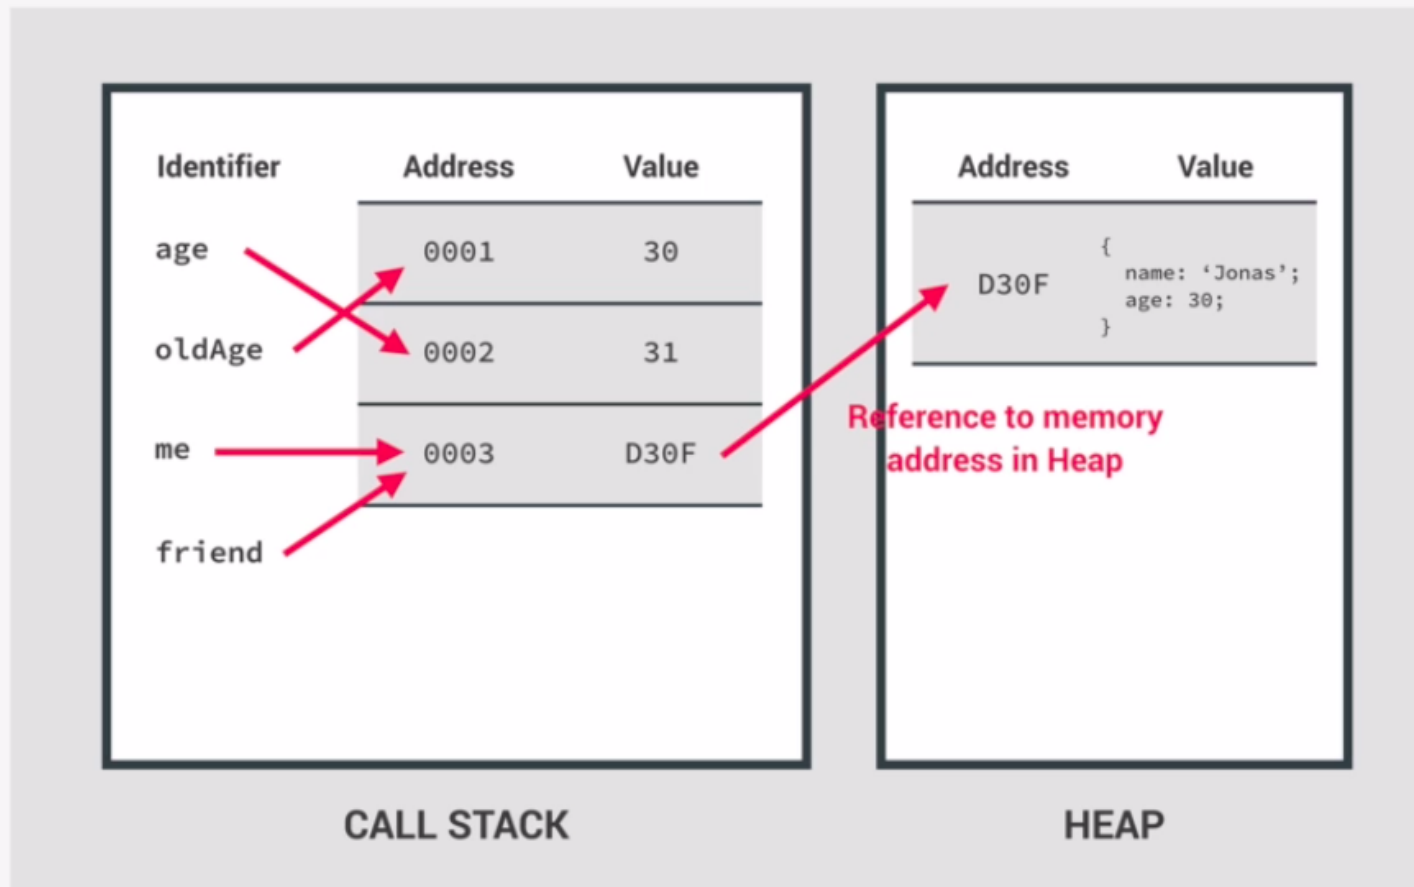 Identifier Address Value
age 0001 30
oldAge 0002 31
me 0003 D30F
friend
CALL STACK
Address Value
D30F
{
name: ‘Jonas’;
age: 30;
}
Reference to memory
address in Heap
HEAP